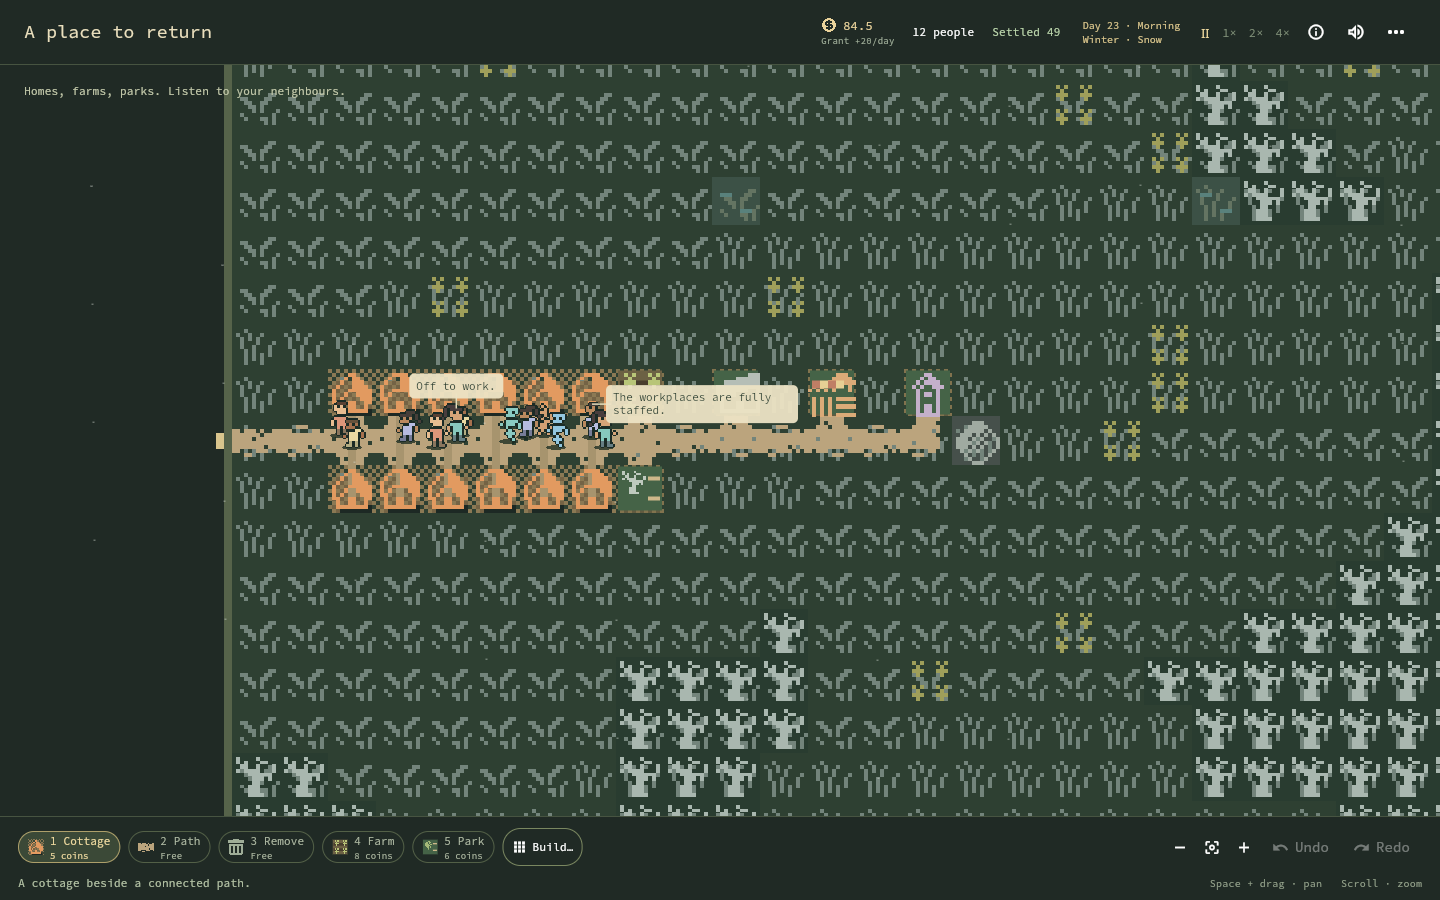 A place to return
84.5
Grant +20/day
12 people
Settled 49
Day 23 · Morning
Winter · Snow
II 1× 2× 4×
Homes, farms, parks. Listen to your neighbours.
Off to work.
The workplaces are fully
staffed.
1 Cottage
5 coins
2 Path
Free
3 Remove
Free
4 Farm
8 coins
5 Park
6 coins
Build…
Undo
Redo
A cottage beside a connected path.
Space + drag · pan
Scroll · zoom